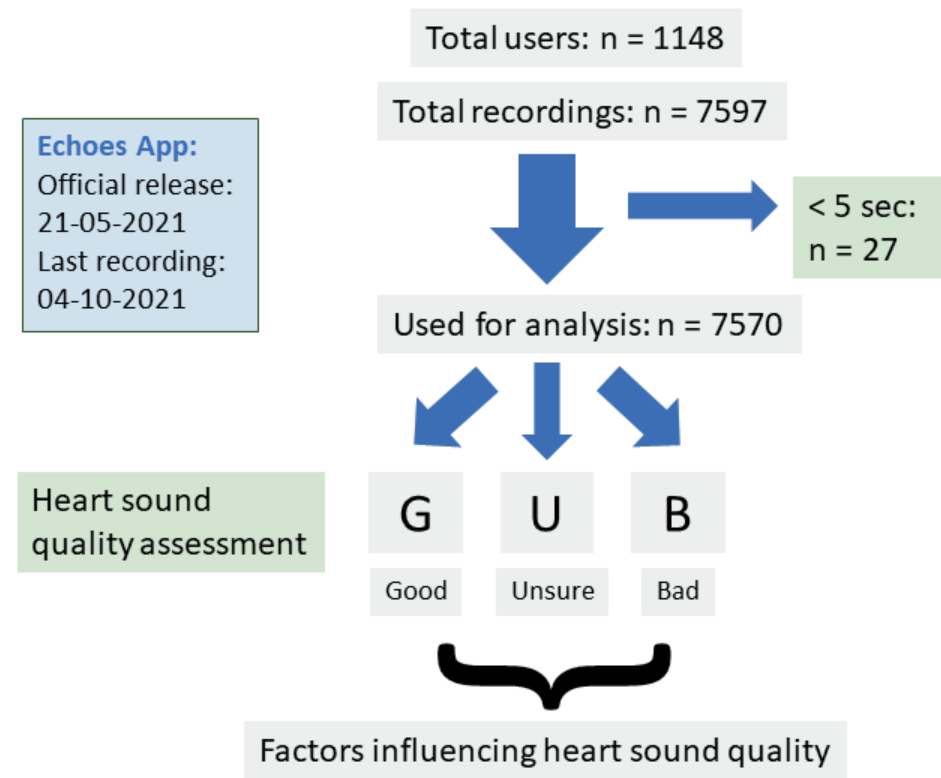 Total users: n = 1148
Total recordings: n = 7597
Echoes App:
Official release:
21-05-2021
Last recording:
04-10-2021
< 5 sec:
n = 27
Used for analysis: n = 7570
Heart sound
quality assessment
G U B
Good Unsure Bad
Factors influencing heart sound quality